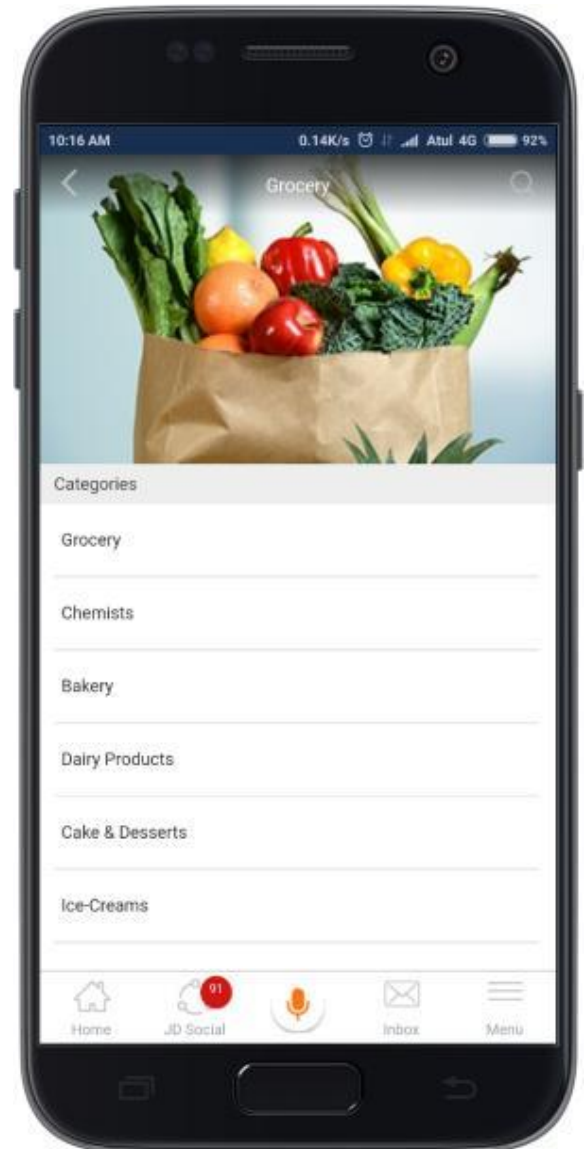 10:16 AM 0.14K/s Atul 4G 92%
Grocery
Categories
Grocery
Chemists
Bakery
Dairy Products
Cake & Desserts
Ice-Creams
91
Home JD Social Inbox Menu